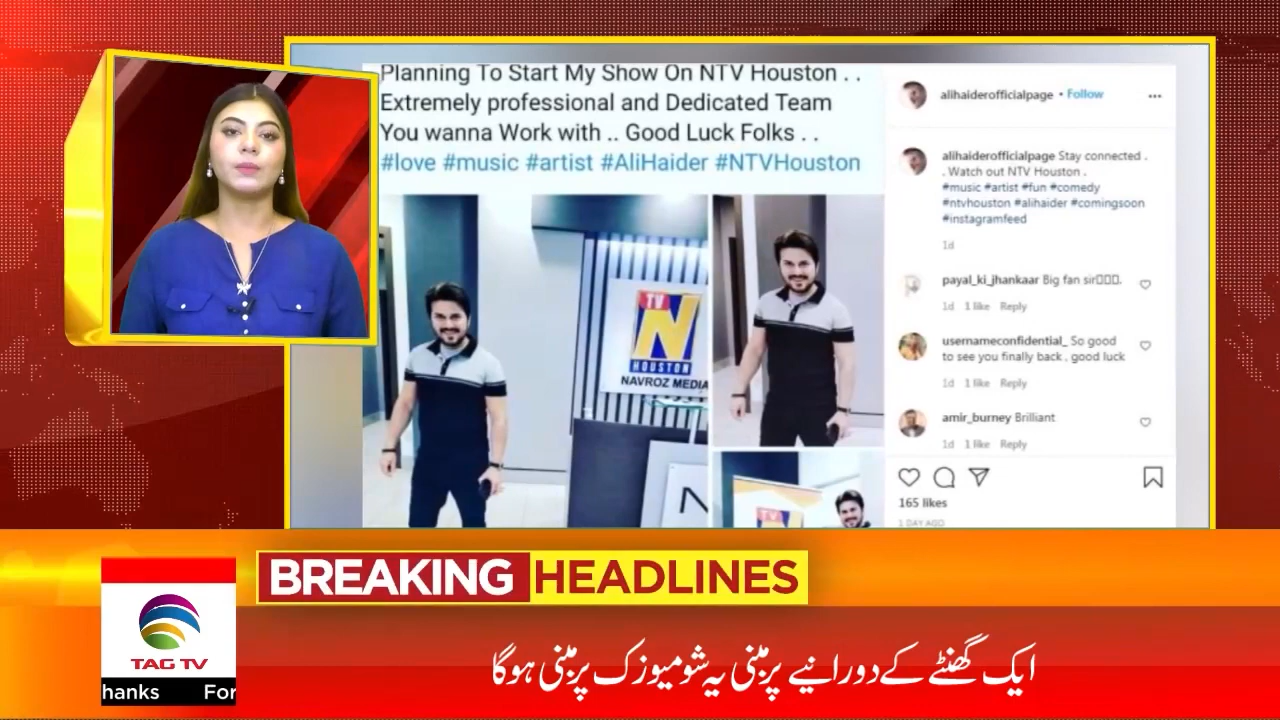 Planning To Start My Show On NTV Houston . .
Extremely professional and Dedicated Team
You wanna Work with .. Good Luck Folks . .
#love #music #artist #AliHaider #NTVHouston
TV
N
HOUSTON
NAVROZ MEDIA
N
TV
alihaiderofficialpage • Follow
alihaiderofficialpage Stay connected .
. Watch out NTV Houston .
#music #artist #fun #comedy
#ntvhouston #alihaider #comingsoon
#instagramfeed
1d
payal_ki_jhankaar Big fan sir▯▯▯.
1d 1 like Reply
usernameconfidential_ So good
to see you finally back , good luck
1d 1 like Reply
amir_burney Brilliant
1d 1 like Reply
165 likes
1 DAY AGO
BREAKING HEADLINES
ایک گھنٹے کے دورانیے پر مبنی یہ شو میوزک پر مبنی ہوگا
TAG TV
hanks For